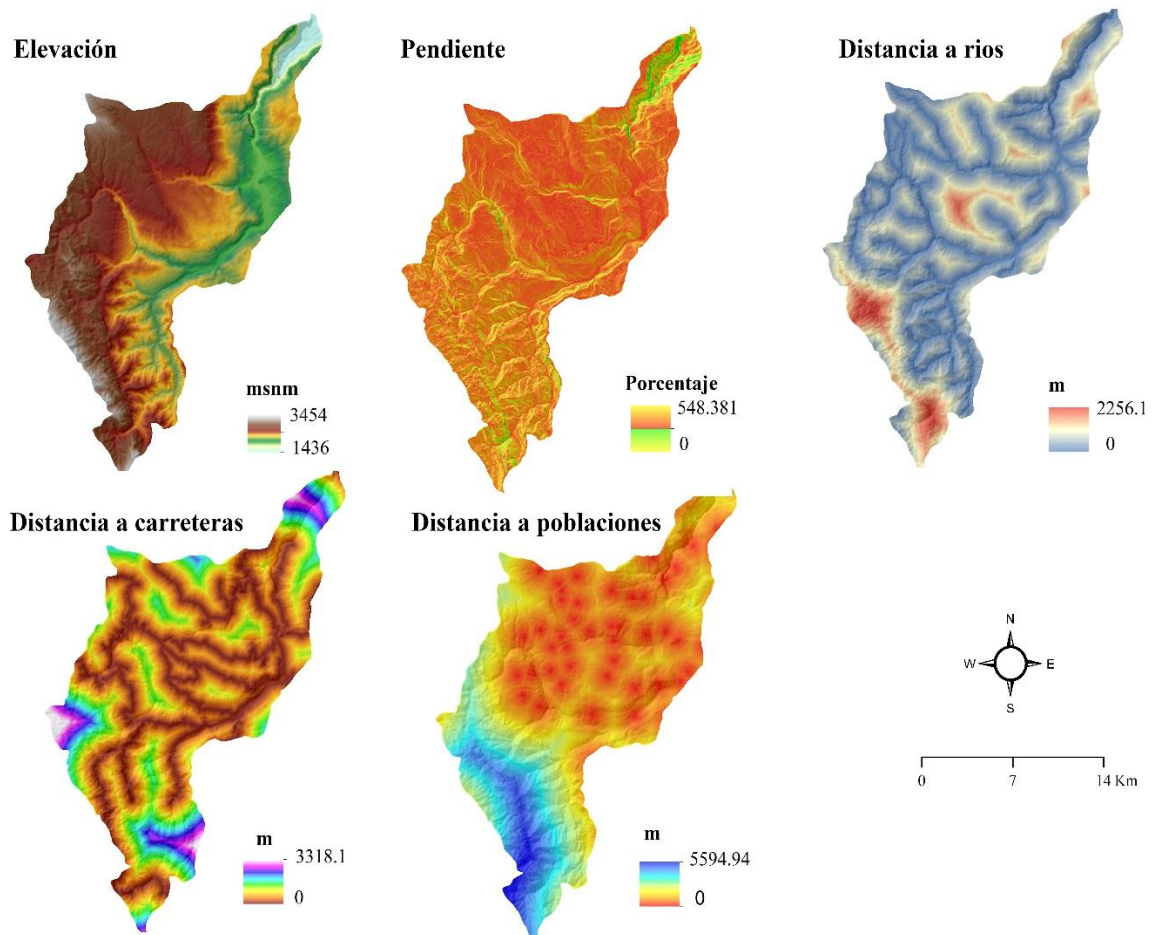 Elevación
msnm
3454
1436
Pendiente
Porcentaje
548.381
0
Distancia a rios
m
2256.1
0
Distancia a carreteras
m
3318.1
0
Distancia a poblaciones
m
5594.94
0
N
W E
S
0 7 14 Km